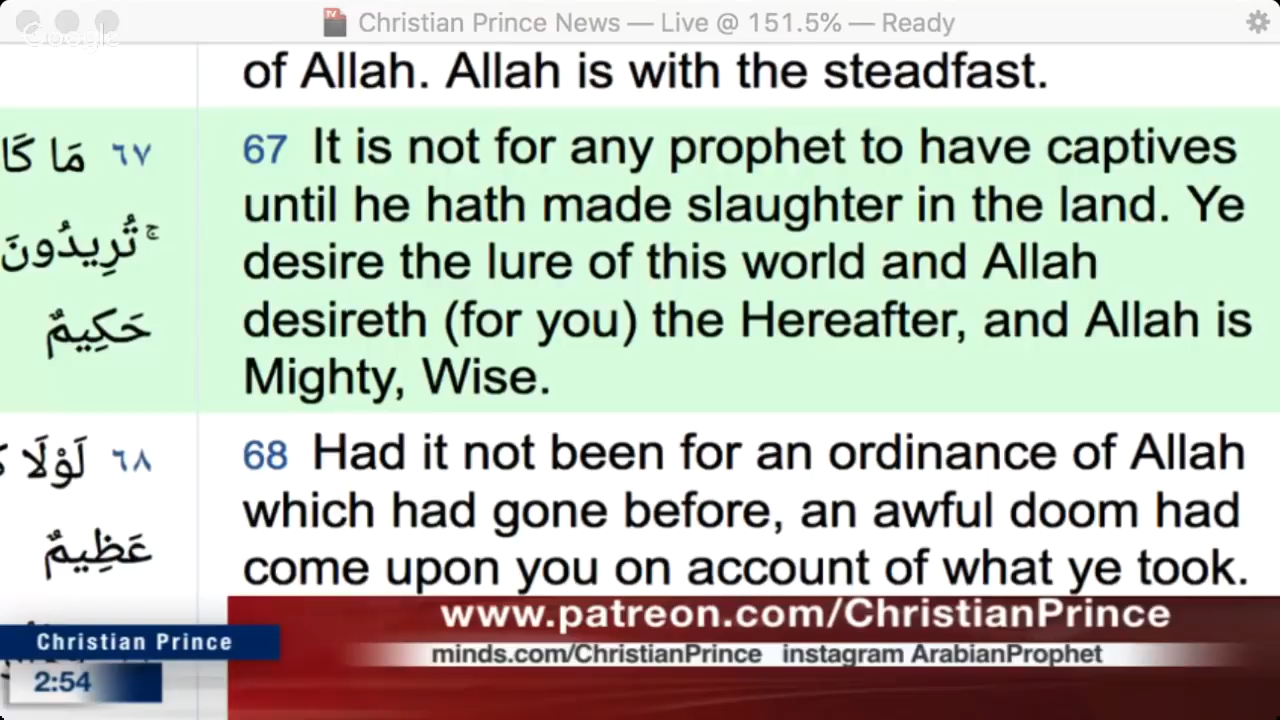 Google
TV
Christian Prince News — Live @ 151.5% — Ready
of Allah. Allah is with the steadfast.
٦٧ مَا كَا
تُرِيدُونَ
حَكِيمٌ
67 It is not for any prophet to have captives
until he hath made slaughter in the land. Ye
desire the lure of this world and Allah
desireth (for you) the Hereafter, and Allah is
Mighty, Wise.
٦٨ لَوْلَا
عَظِيمٌ
68 Had it not been for an ordinance of Allah
which had gone before, an awful doom had
come upon you on account of what ye took.
www.patreon.com/ChristianPrince
minds.com/ChristianPrince instagram ArabianProphet
Christian Prince
2:54